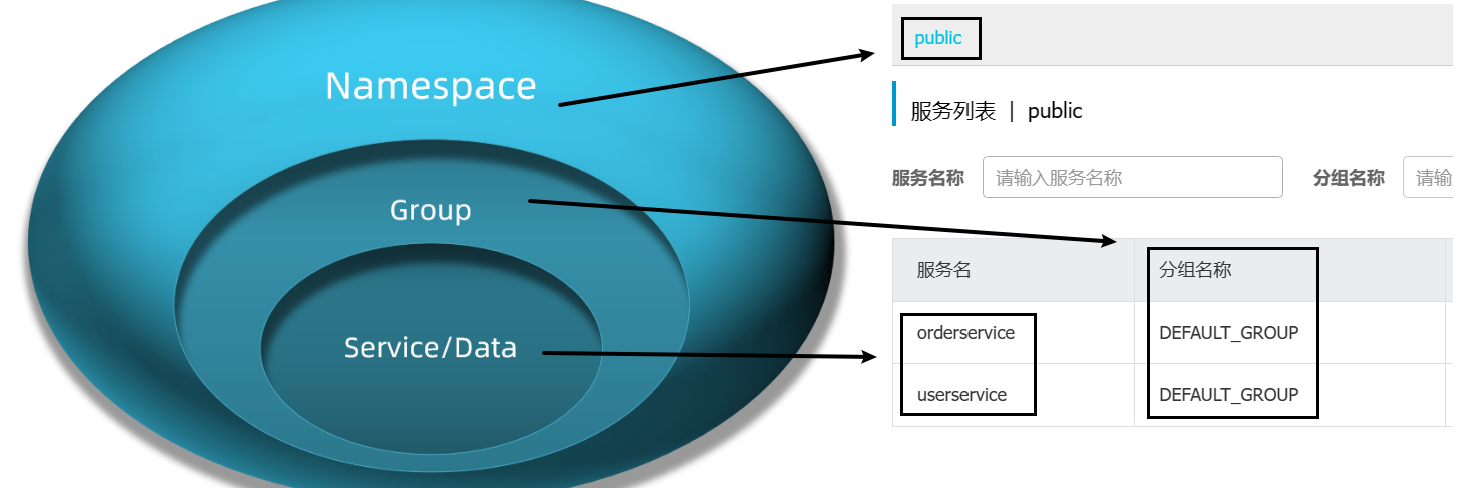 Namespace
Group
Service/Data
public
服务列表 | public
服务名称 请输入服务名称 分组名称 请输
服务名 分组名称
orderservice DEFAULT_GROUP
userservice DEFAULT_GROUP